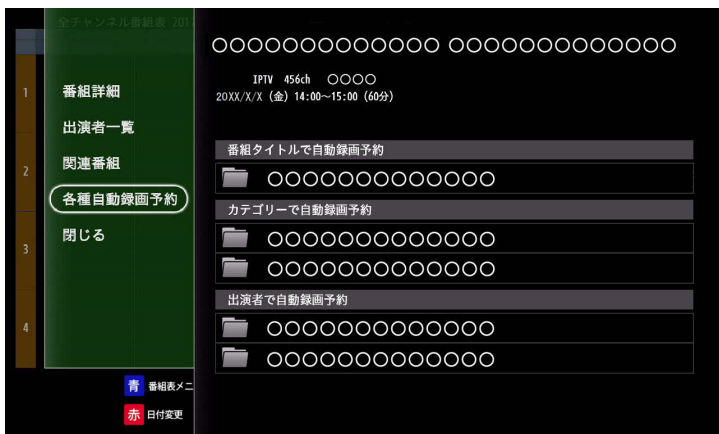 全チャンネル番組表 201
○○○○○○○○○○○○○ ○○○○○○○○○○○○○
IPTV 456ch ○○○○
20XX/X/X (金) 14:00～15:00 (60分)
1
2
3
4
番組詳細
出演者一覧
関連番組
各種自動録画予約
閉じる
番組タイトルで自動録画予約
○○○○○○○○○○○○○
カテゴリーで自動録画予約
○○○○○○○○○○○○○
○○○○○○○○○○○○○
出演者で自動録画予約
○○○○○○○○○○○○○
○○○○○○○○○○○○○
青 番組表メニ
赤 日付変更